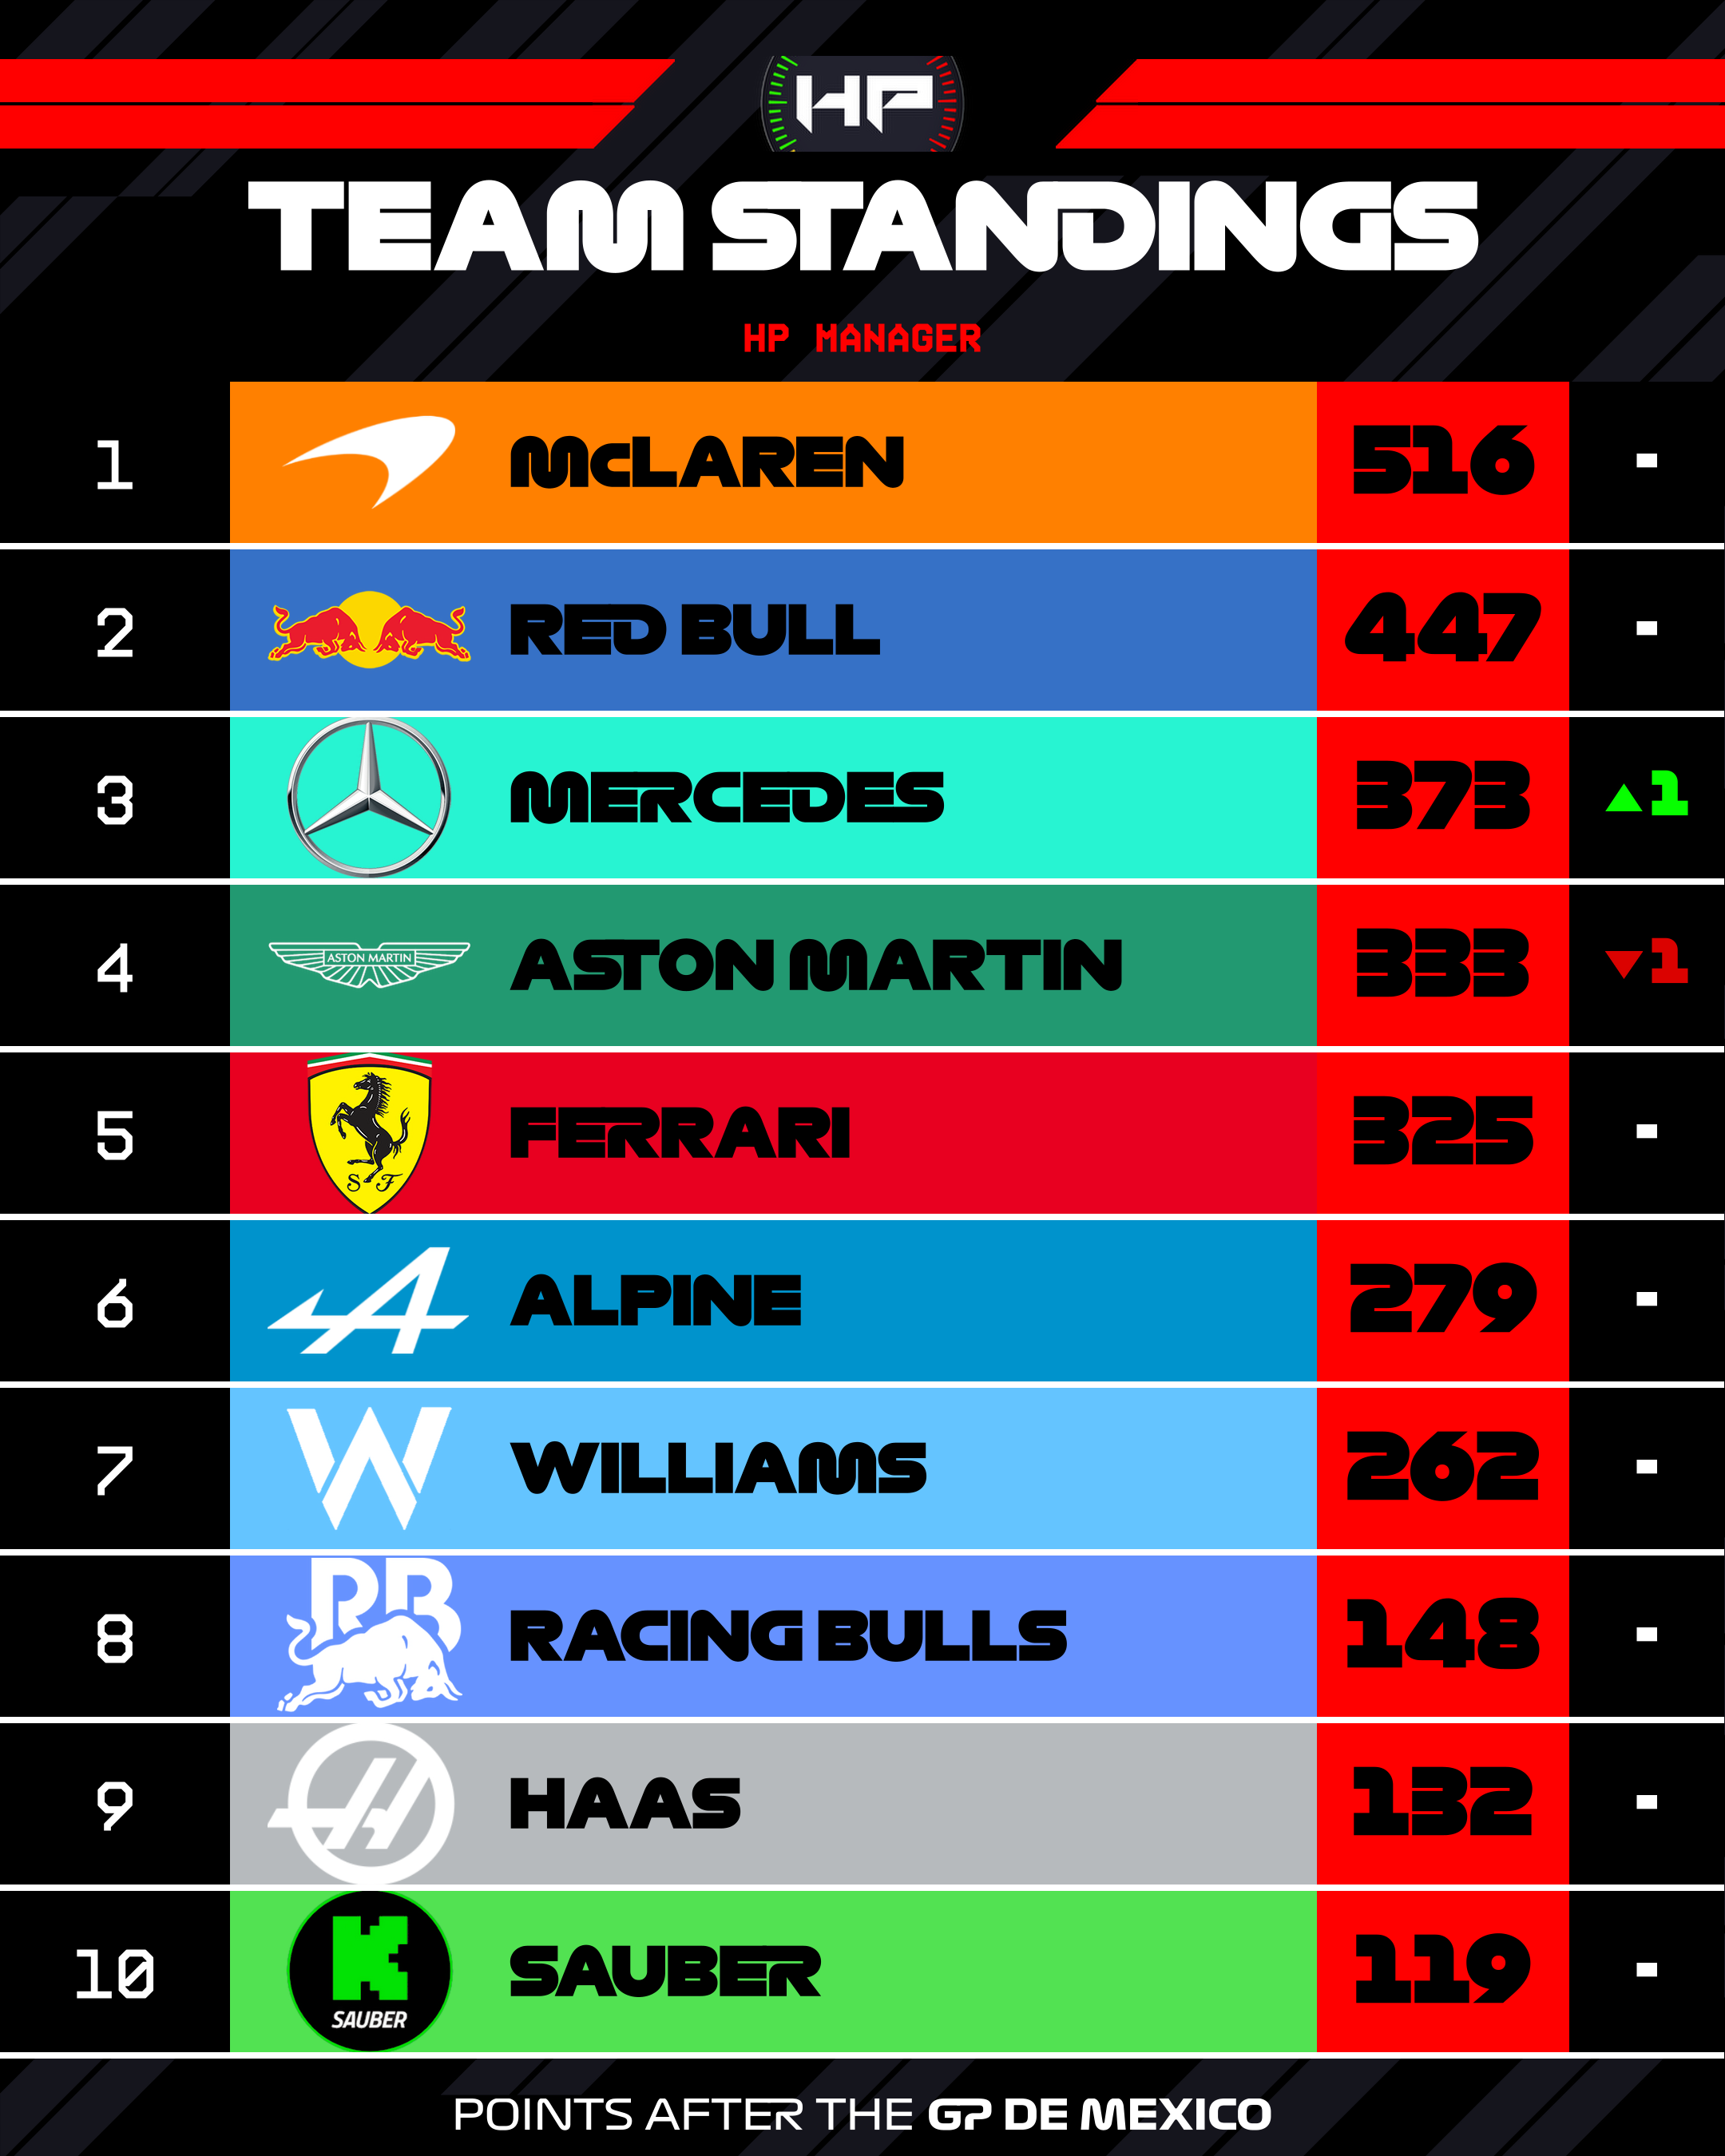 HP
TEAM STANDINGS
HP MANAGER
1 McLAREN 516 -
2 RED BULL 447 -
3 MERCEDES 373 ▲1
4 ASTON MARTIN ASTON MARTIN 333 ▼1
5 S F FERRARI 325 -
6 A ALPINE 279 -
7 W WILLIAMS 262 -
8 RB RACING BULLS 148 -
9 H HAAS 132 -
10 K SAUBER SAUBER 119 -
POINTS AFTER THE GP DE MEXICO